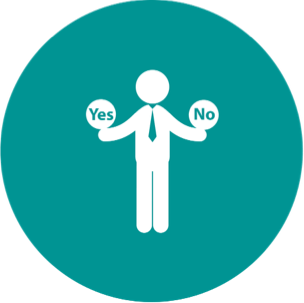 Yes No